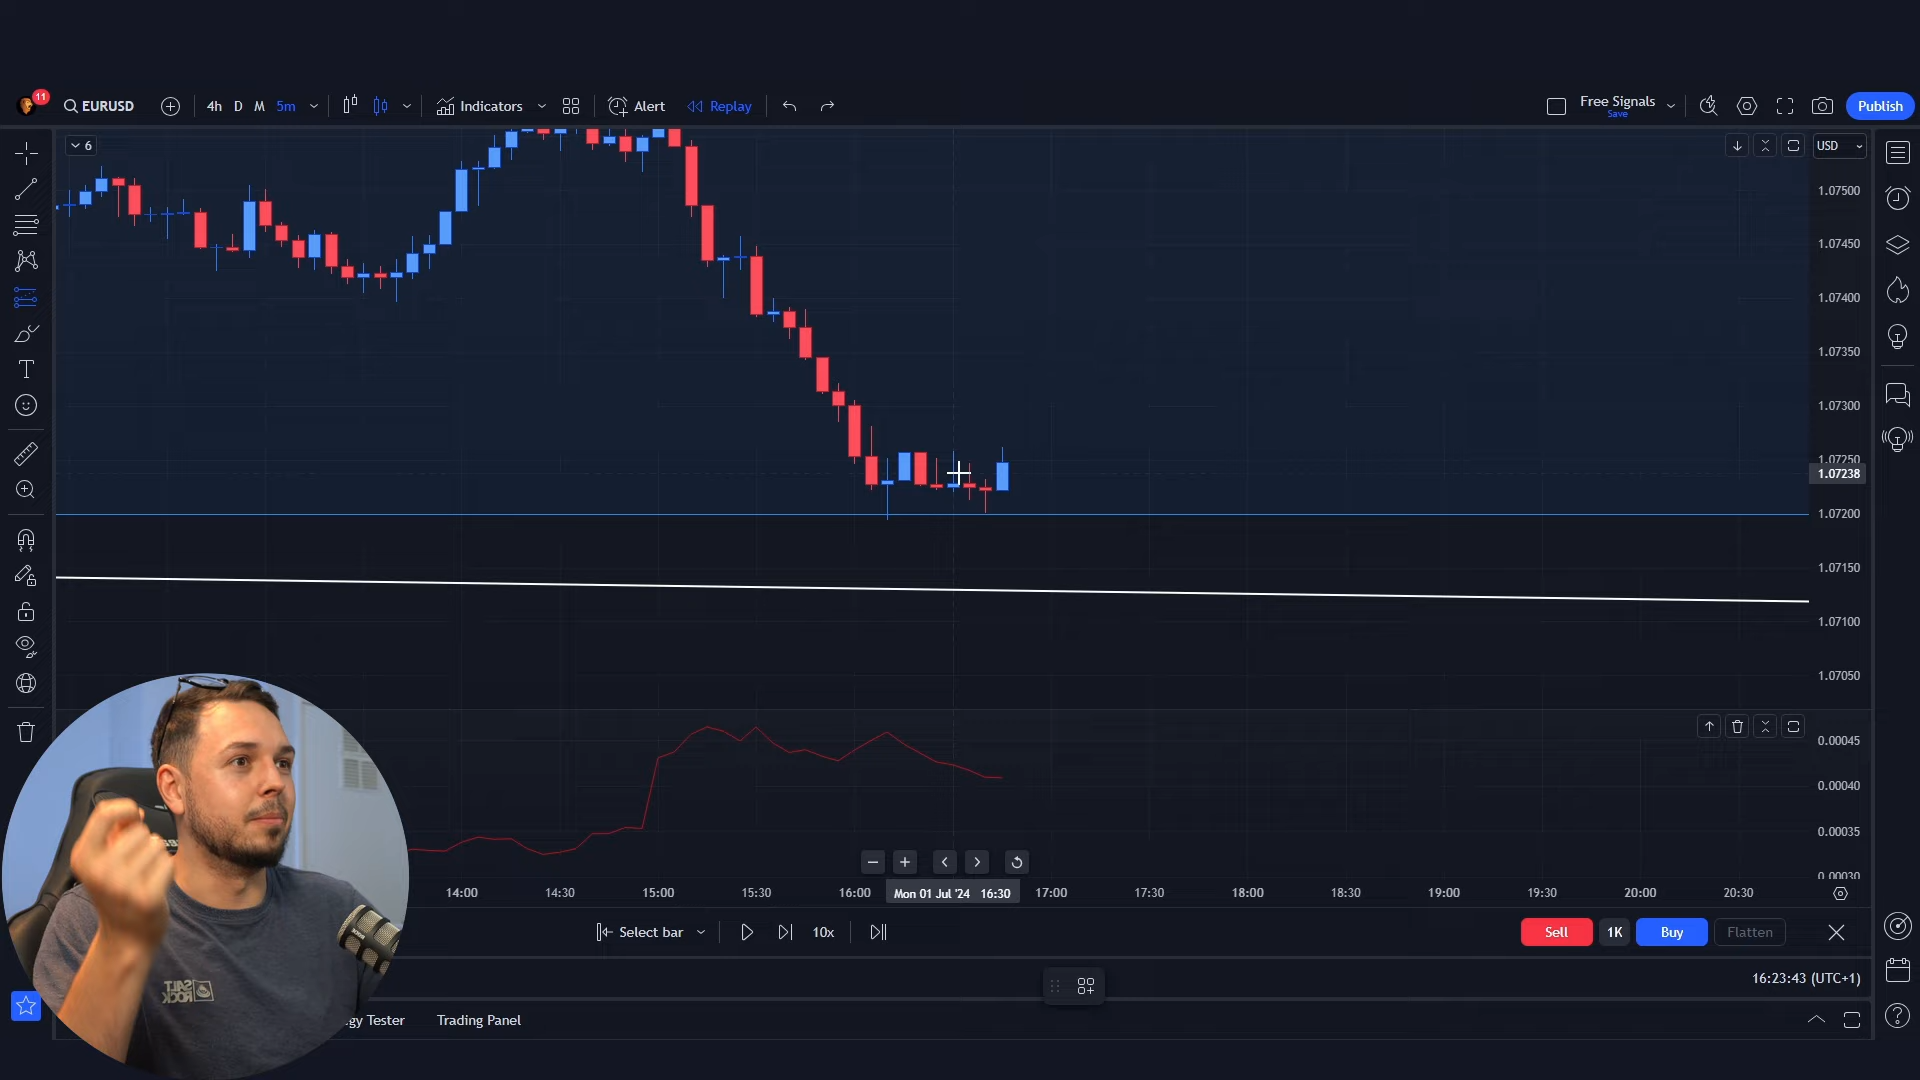 11
EURUSD
4h D M 5m
Indicators
Alert
Replay
Free Signals
Save
Publish
6
USD
1.07500
1.07450
1.07400
1.07350
1.07300
1.07250
1.07238
1.07200
1.07150
1.07100
1.07050
0.00045
0.00040
0.00035
0.00030
14:00 14:30 15:00 15:30 16:00 Mon 01 Jul '24 16:30 17:00 17:30 18:00 18:30 19:00 19:30 20:00 20:30
Select bar
10x
Sell
1K
Buy
Flatten
16:23:43 (UTC+1)
SALT
ROCK
gy Tester
Trading Panel